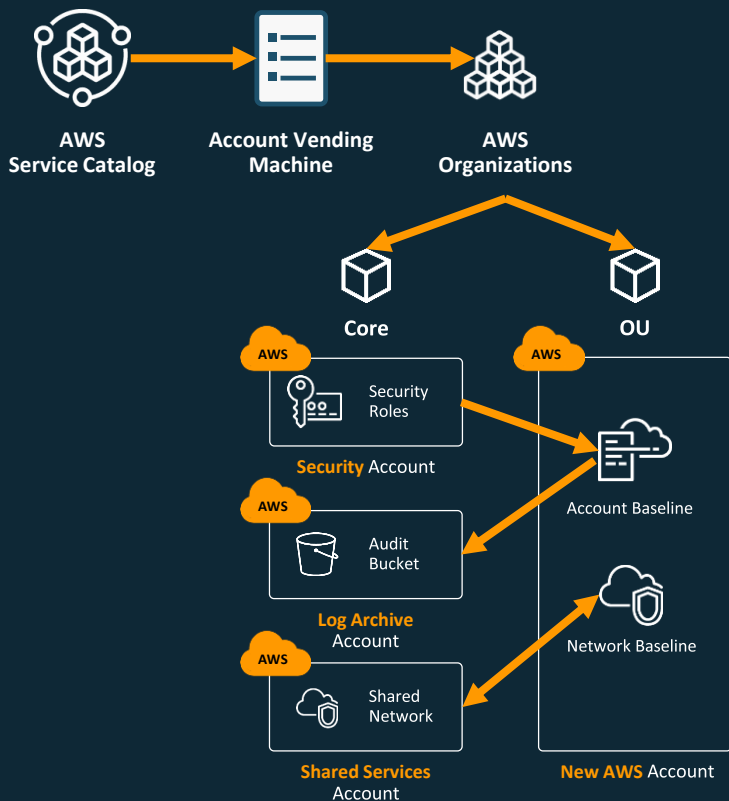 AWS
Service Catalog
Account Vending
Machine
AWS
Organizations
Core
OU
AWS
AWS
Security
Roles
Security Account
Account Baseline
AWS
Audit
Bucket
Log Archive
Account
Network Baseline
AWS
Shared
Network
Shared Services
Account
New AWS Account